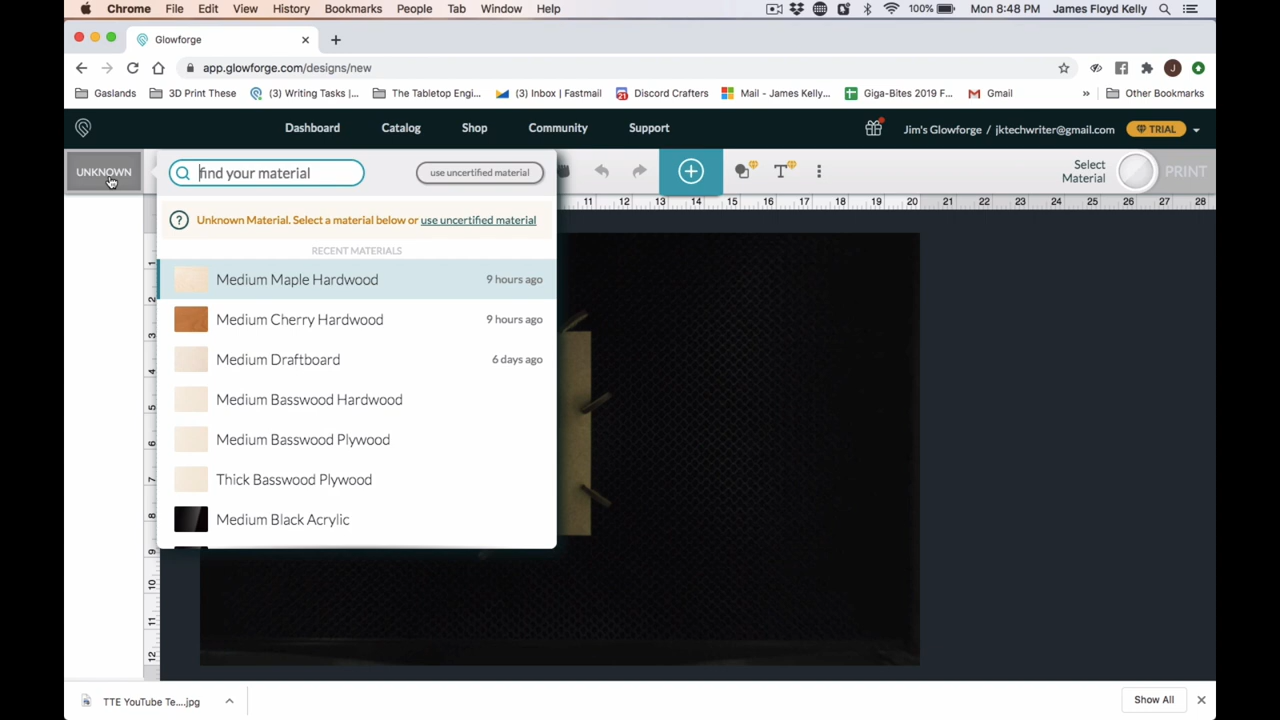 Chrome File Edit View History Bookmarks People Tab Window Help 100% Mon 8:48 PM James Floyd Kelly
Glowforge
app.glowforge.com/designs/new
Gaslands 3D Print These (3) Writing Tasks |... The Tabletop Engi... (3) Inbox | Fastmail Discord Crafters Mail - James Kelly... Giga-Bites 2019 F... Gmail » Other Bookmarks
Dashboard Catalog Shop Community Support Jim's Glowforge / jktechwriter@gmail.com TRIAL
UNKNOWN find your material use uncertified material T Select Material PRINT
11 12 13 14 15 16 17 18 19 20 22 23 24 25 26 27 28
Unknown Material. Select a material below or use uncertified material
RECENT MATERIALS
1
Medium Maple Hardwood 9 hours ago
2
Medium Cherry Hardwood 9 hours ago
3
Medium Draftboard 6 days ago
4
Medium Basswood Hardwood
5
Medium Basswood Plywood
6
Thick Basswood Plywood
7
Medium Black Acrylic
8
9
10
11
12
TTE YouTube Te....jpg Show All